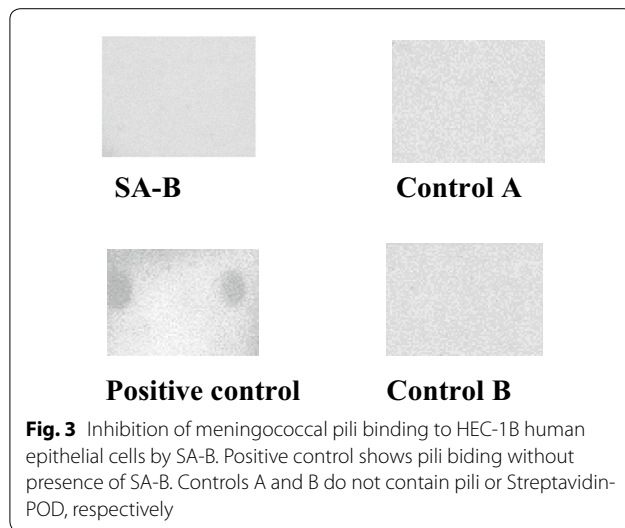 SA-B
Control A
Positive control
Control B
Fig. 3 Inhibition of meningococcal pili binding to HEC-1B human
epithelial cells by SA-B. Positive control shows pili biding without
presence of SA-B. Controls A and B do not contain pili or Streptavidin-
POD, respectively